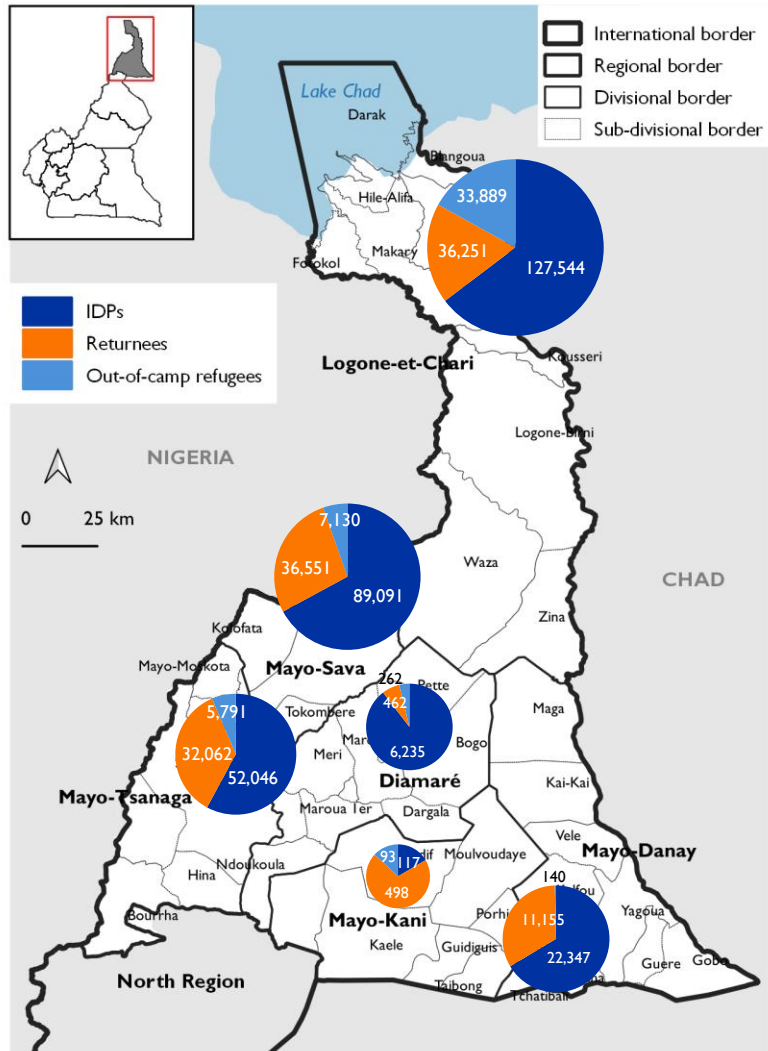 International border
Regional border
Divisional border
Sub-divisional border
Lake Chad
Darak
Blangoua
33,889
Hile-Alifa
36,251
Makary
127,544
Fotokol
IDPs
Returnees
Out-of-camp refugees
Logone-et-Chari
Kousseri
Logone-Birni
NIGERIA
0 25 km
7,130
Waza
36,551
CHAD
89,091
Zina
Kolofata
Mayo-Moskota
Mayo-Sava
262
Pette
5,791
Tokombere
462
Maga
32,062
Meri
Bogo
6,235
52,046
Diamaré
Kai-Kai
Mayo-Tsanaga
Maroua 1er
Dargala
Vele
Mayo-Danay
93
117
Moulvoudaye
Ndoukoula
Hina
140
498
Bourrha
Mayo-Kani
11,155
Yagoua
Kaele
Guidiguis
22,347
Guere
Gobo
North Region
Taibong
Tchatibali